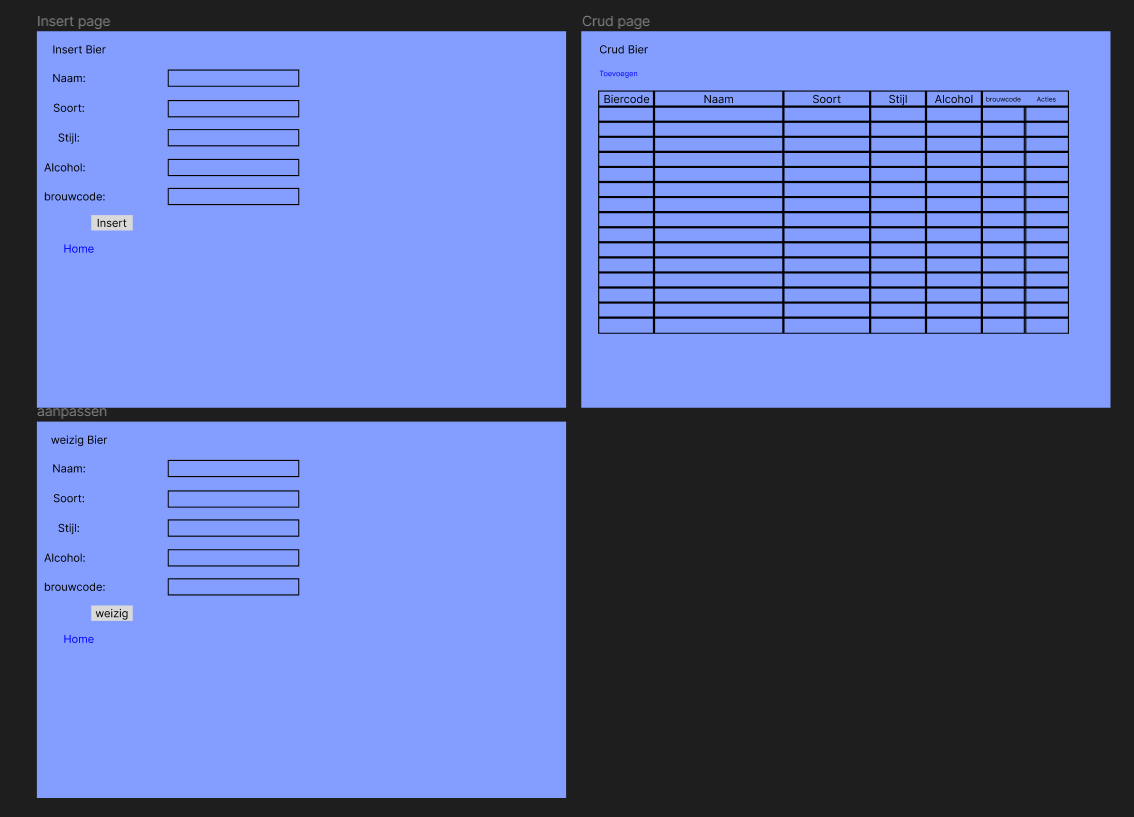 Insert page
Insert Bier
Naam:
Soort:
Stijl:
Alcohol:
brouwcode:
Insert
Home
Crud page
Crud Bier
Toevoegen
Biercode Naam Soort Stijl Alcohol brouwcode Acties
aanpassen
weizig Bier
Naam:
Soort:
Stijl:
Alcohol:
brouwcode:
weizig
Home